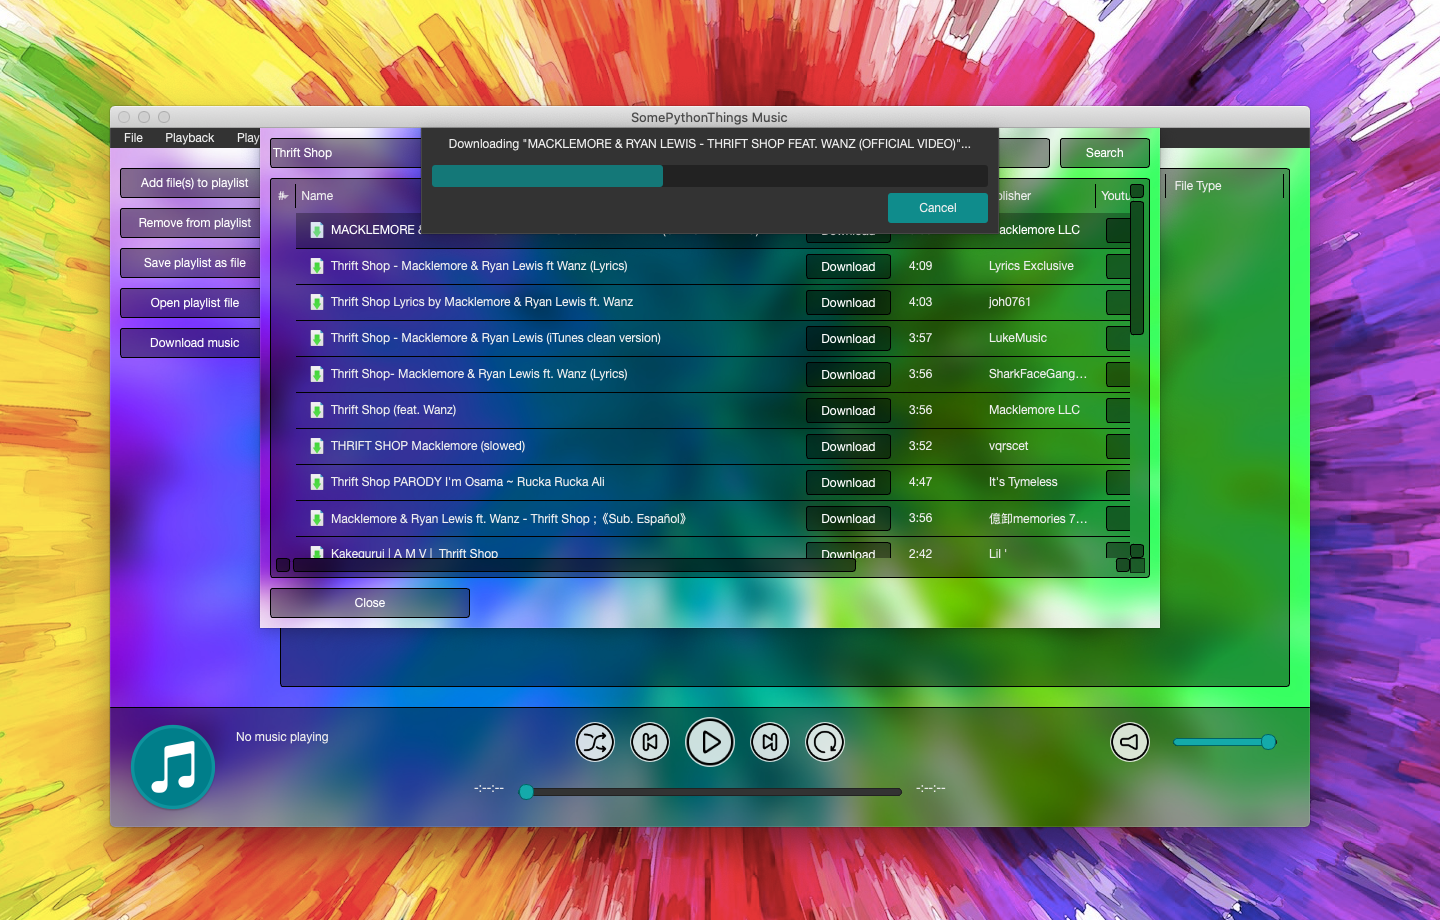 SomePythonThings Music
File Playback Play
Downloading "MACKLEMORE & RYAN LEWIS - THRIFT SHOP FEAT. WANZ (OFFICIAL VIDEO)"...
Thrift Shop
Search
Cancel
Add file(s) to playlist
Remove from playlist
Save playlist as file
Open playlist file
Download music
# Name
File Type
MACKLEMORE
Download
acklemore LLC
Thrift Shop - Macklemore & Ryan Lewis ft Wanz (Lyrics) Download 4:09 Lyrics Exclusive
Thrift Shop Lyrics by Macklemore & Ryan Lewis ft. Wanz Download 4:03 joh0761
Thrift Shop - Macklemore & Ryan Lewis (iTunes clean version) Download 3:57 LukeMusic
Thrift Shop- Macklemore & Ryan Lewis ft. Wanz (Lyrics) Download 3:56 SharkFaceGang...
Thrift Shop (feat. Wanz) Download 3:56 Macklemore LLC
THRIFT SHOP Macklemore (slowed) Download 3:52 vqrscet
Thrift Shop PARODY I'm Osama ~ Rucka Rucka Ali Download 4:47 It's Tymeless
Macklemore & Ryan Lewis ft. Wanz - Thrift Shop ;《Sub. Español》 Download 3:56 億卸memories 7...
Kakegurui | A M V | Thrift Shop Download 2:42 Lil '
Close
No music playing
-:--:--
-:--:--